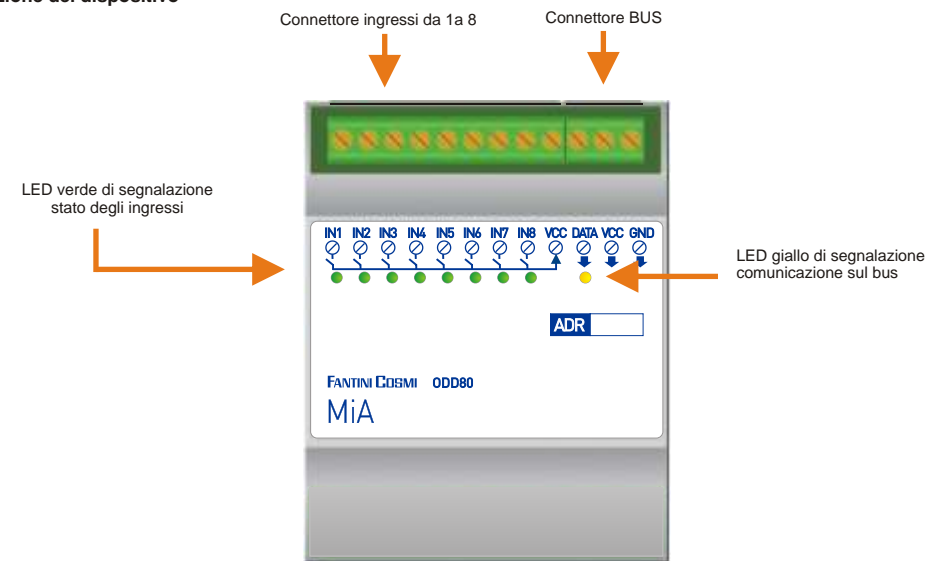 Connettore ingressi da 1a 8
Connettore BUS
LED verde di segnalazione
stato degli ingressi
IN1 IN2 IN3 IN4 IN5 IN6 IN7 IN8 VCC DATA VCC GND
LED giallo di segnalazione
comunicazione sul bus
ADR
FANTINI COSMI ODD80
MiA